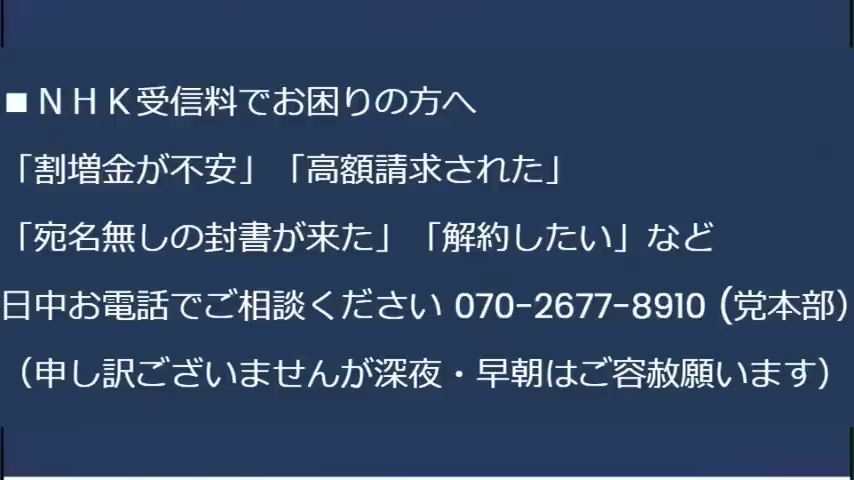 ■ＮＨＫ受信料でお困りの方へ
「割増金が不安」「高額請求された」
「宛名無しの封書が来た」「解約したい」など
日中お電話でご相談ください 070-2677-8910 (党本部)
（申し訳ございませんが深夜・早朝はご容赦願います）